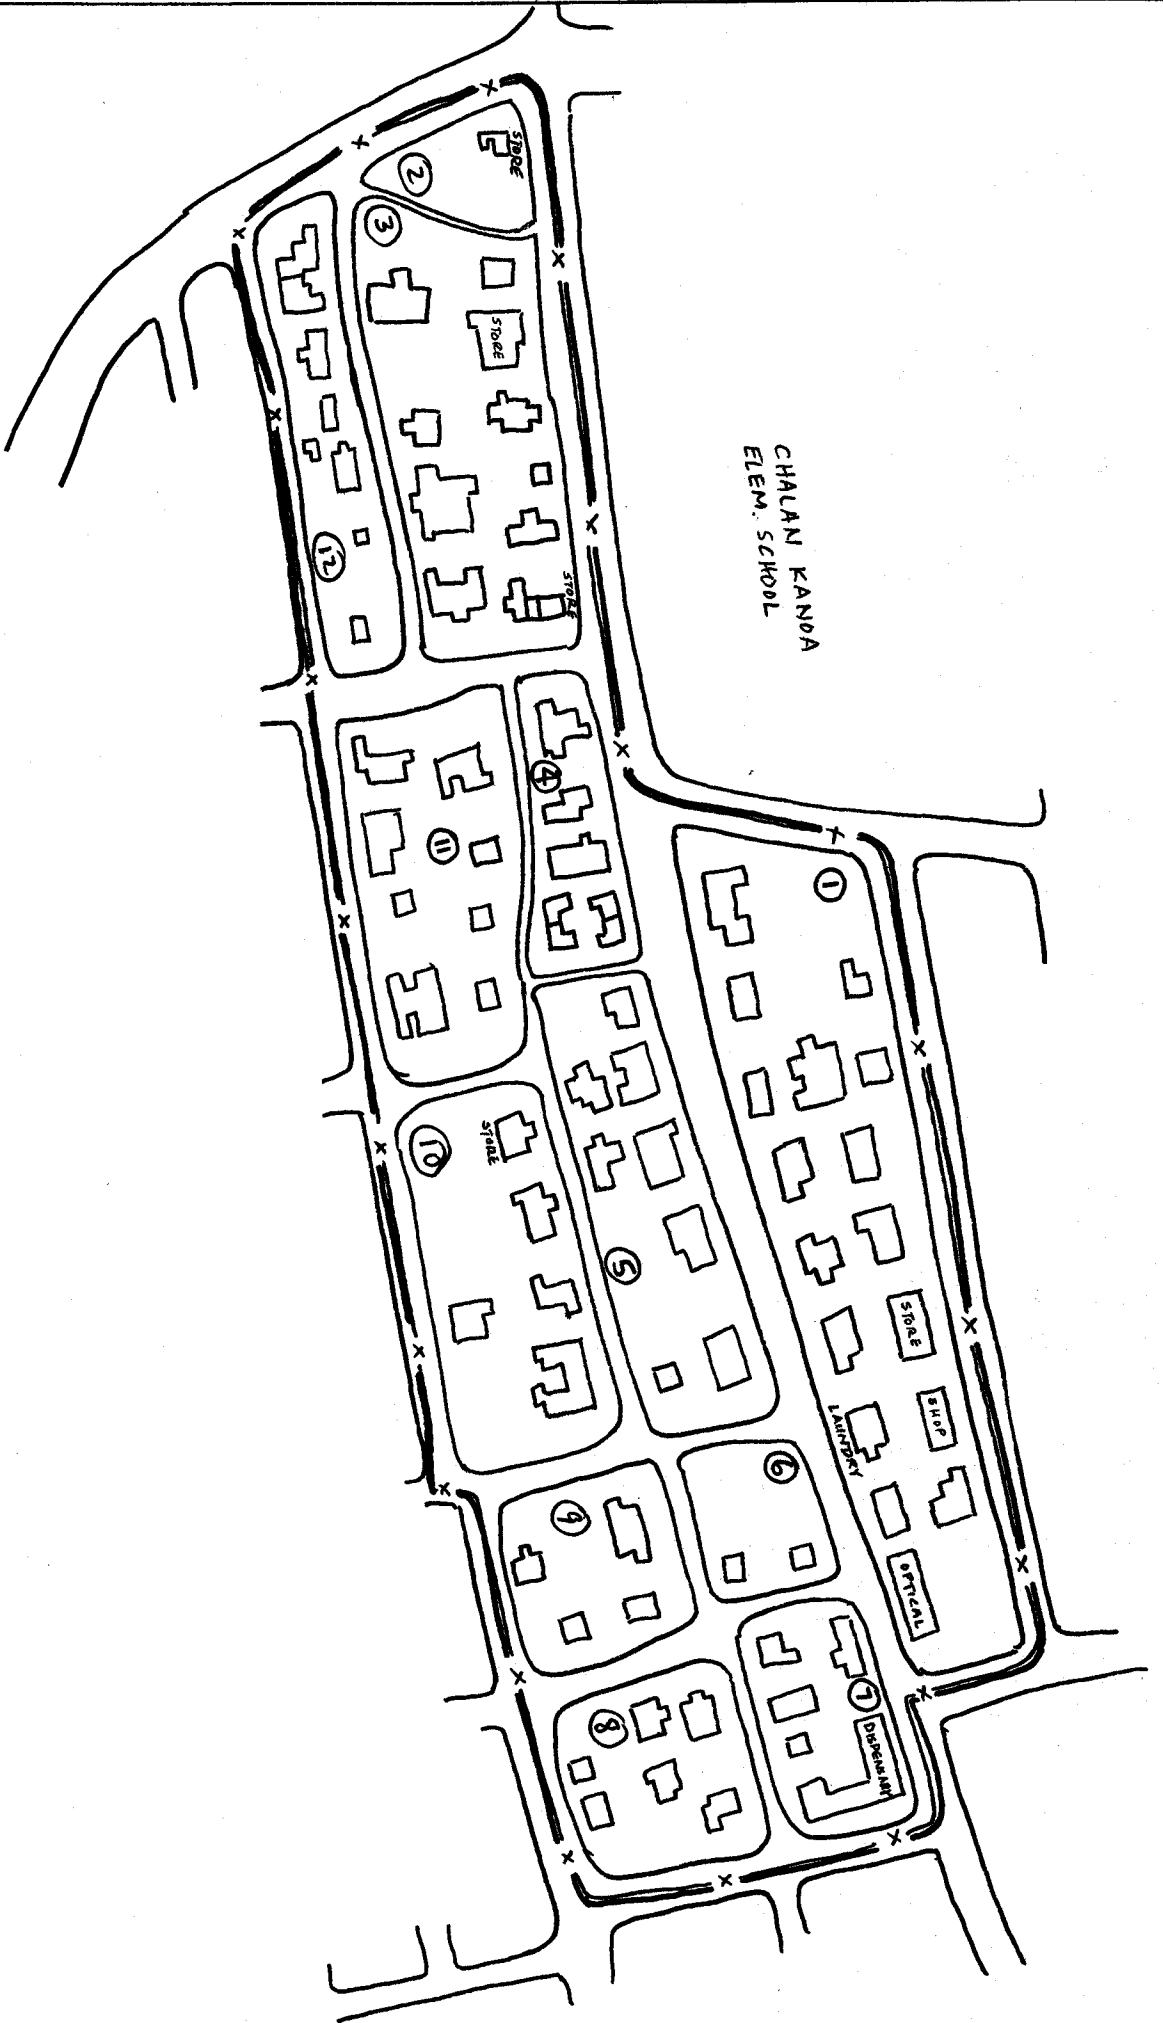 CHALAN KANOA
ELEM. SCHOOL
STORE
2
3
STORE
STORE
12
4
11
1
10
STORE
5
STORE
SHOP
LAUNDRY
OPTICAL
6
9
7
DISPENSARY
8